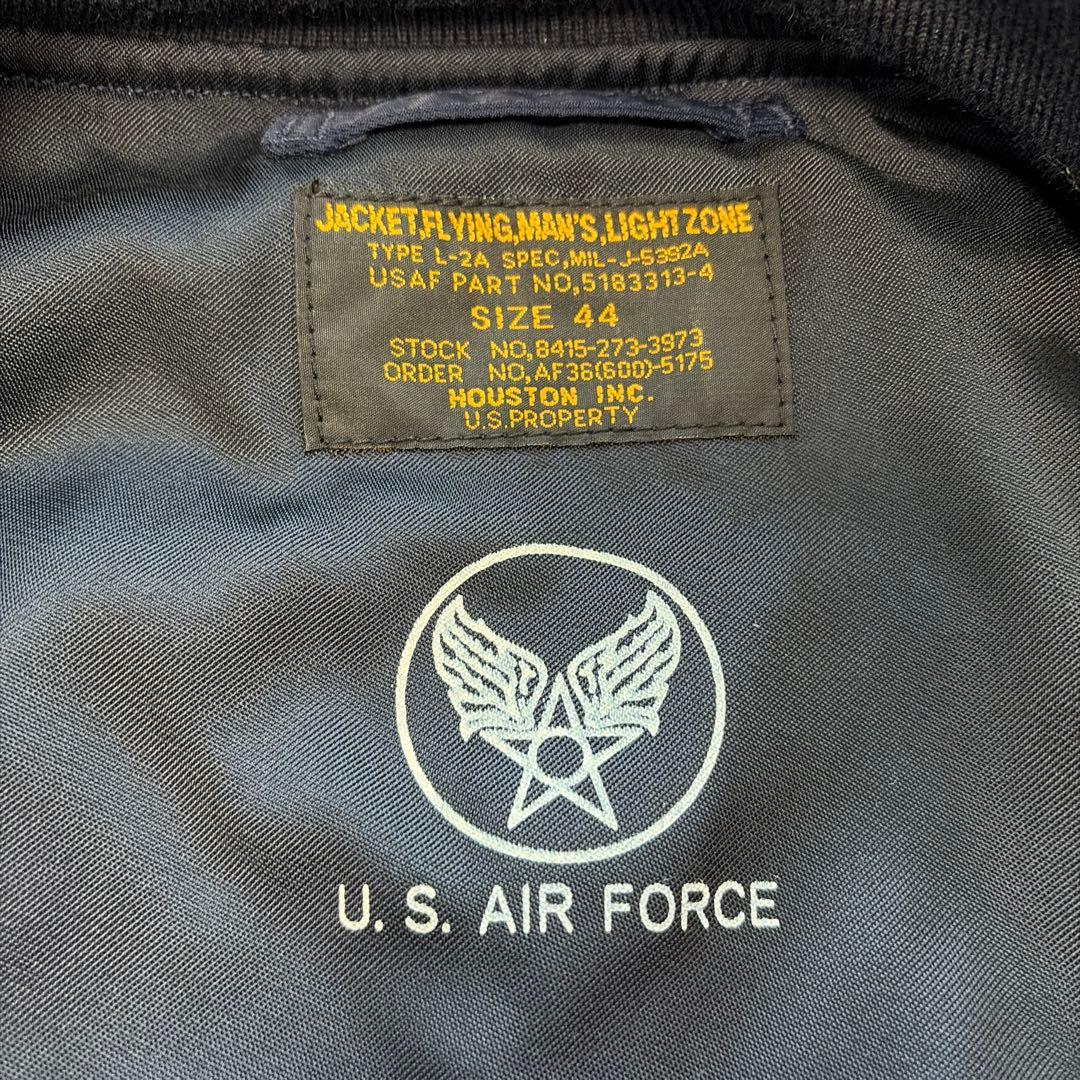 JACKET,FLYING,MAN'S,LIGHT ZONE
TYPE L-2A SPEC,MIL-J-5392A
USAF PART NO,5183313-4
SIZE 44
STOCK NO,8415-273-3973
ORDER NO,AF36(600)-5175
HOUSTON INC.
U.S.PROPERTY
U. S. AIR FORCE